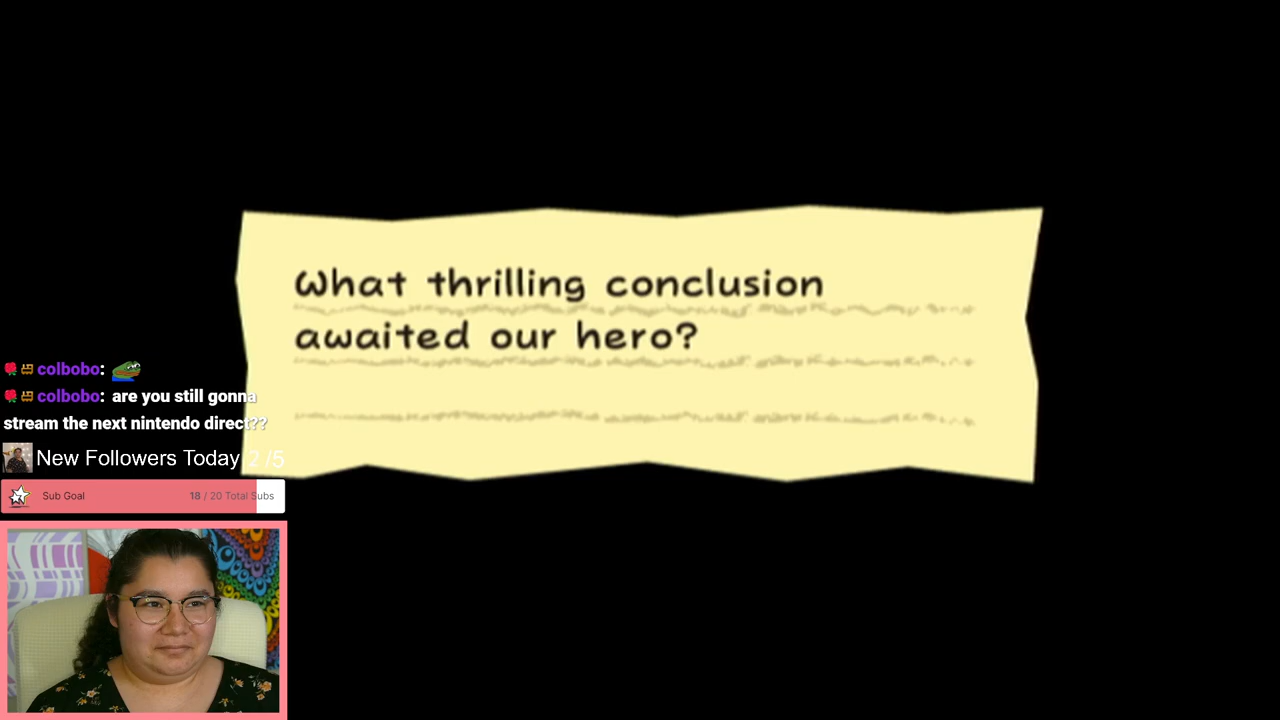 What thrilling conclusion
awaited our hero?
colbobo:
colbobo: are you still gonna
stream the next nintendo direct??
New Followers Today 2 /5
Sub Goal 18 / 20 Total Subs